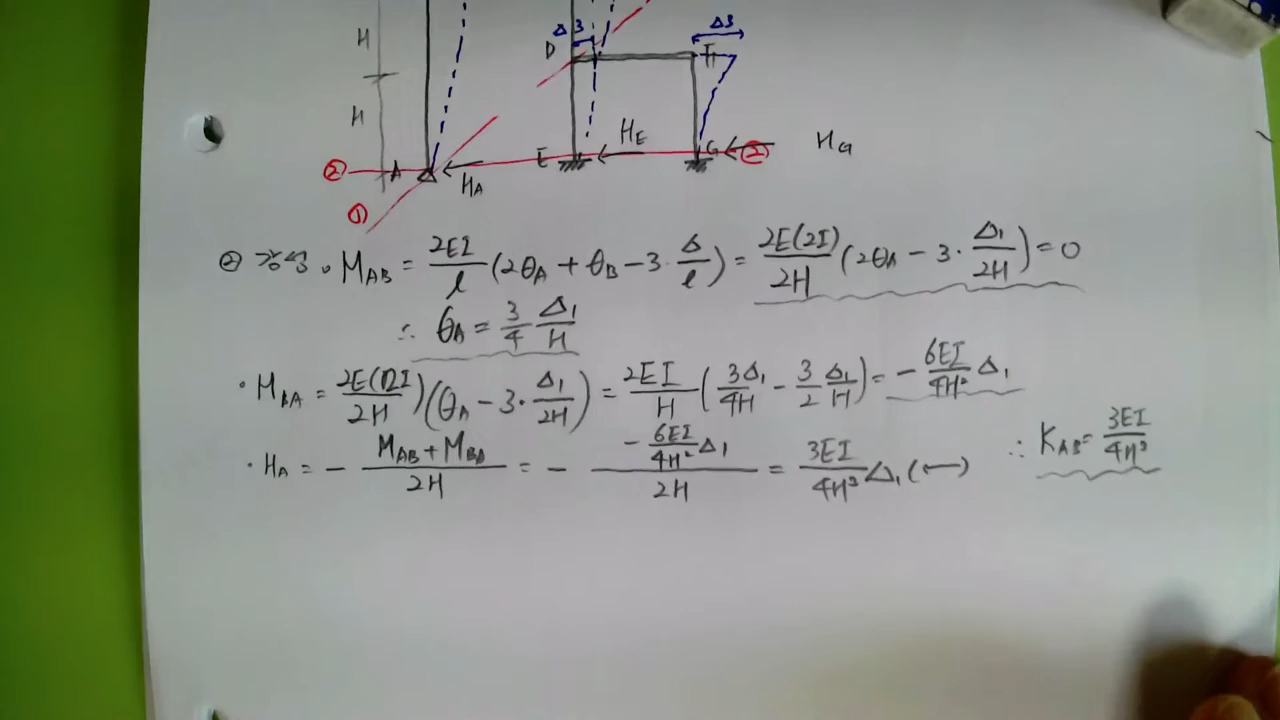 H
Δ3
Δ3
D
F
H
H_E
H_G
② A
H_A
E
G ②
①
② 강성 · M_AB = 2EI/l (2θ_A + θ_B - 3·Δ/l) = 2E(2I)/2H (2θ_A - 3·Δ₁/2H) = 0
∴ θ_A = 3/4 Δ₁/H
· M_BA = 2E(2I)/2H (θ_A - 3·Δ₁/2H) = 2EI/H (3Δ₁/4H - 3/2 Δ₁/H) = - 6EI/4H² Δ₁
· H_A = - (M_AB + M_BA)/2H = - (- 6EI/4H² Δ₁)/2H = 3EI/4H³ Δ₁ (←) ∴ K_AB = 3EI/4H³